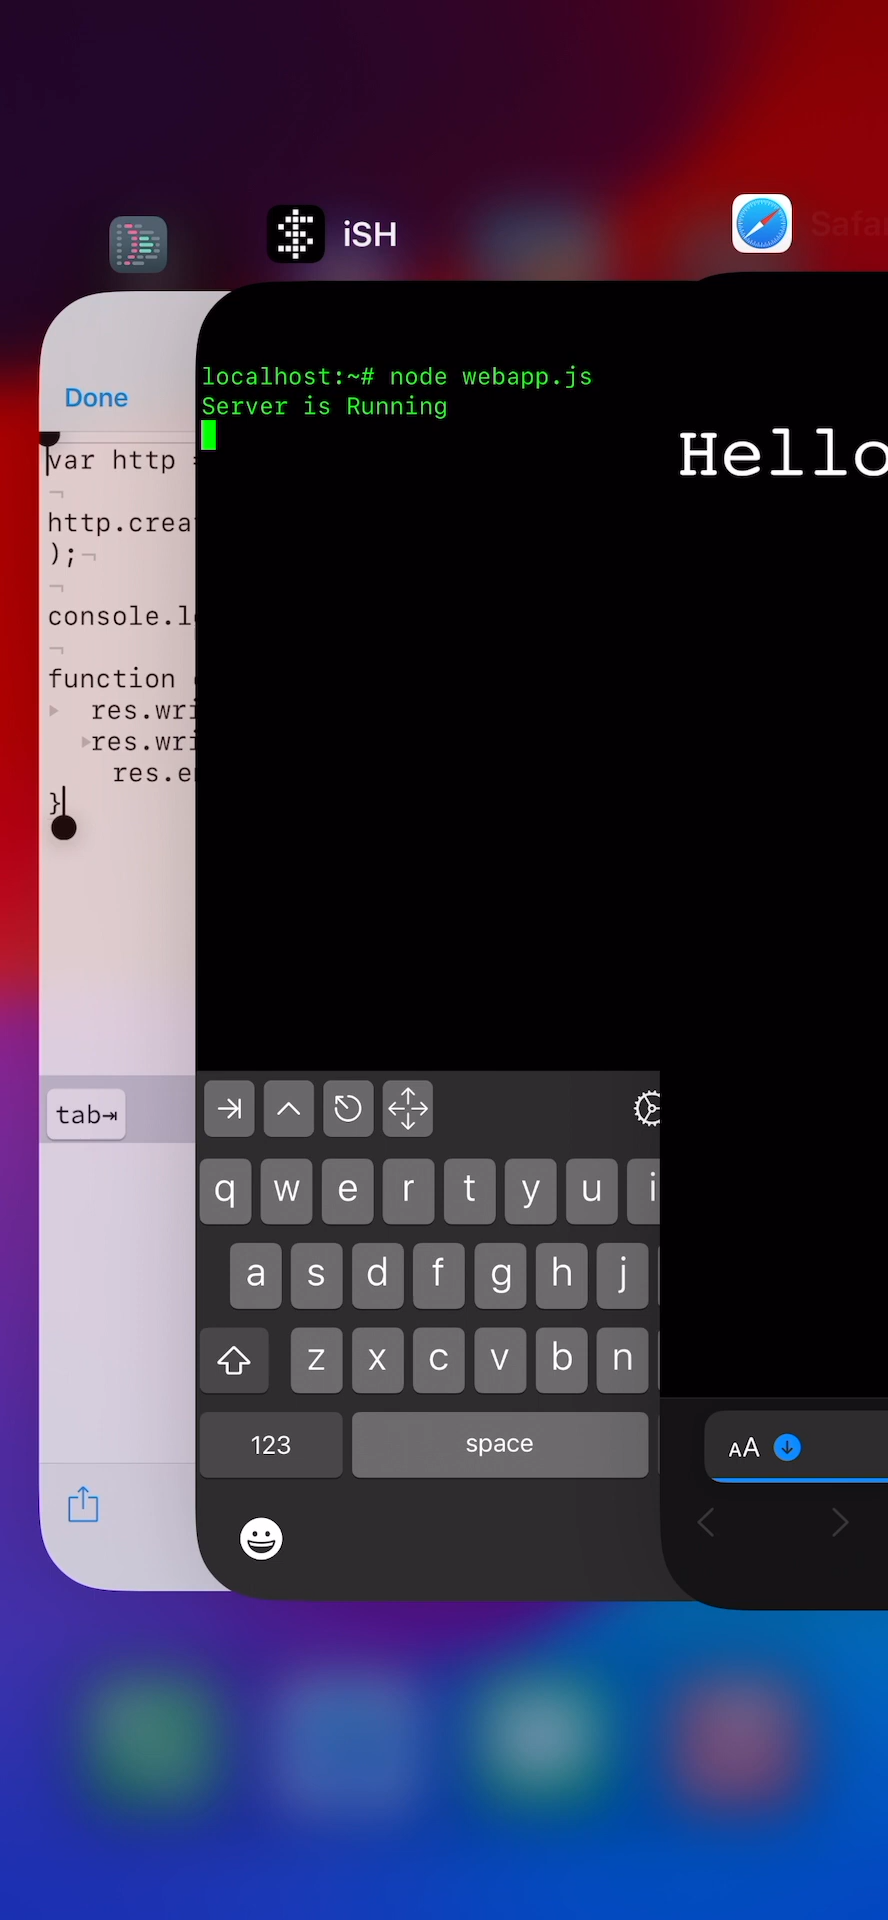 iSH
Safa
Done
localhost:~# node webapp.js
Server is Running
Hello
var http =
http.crea
);
console.l
function
res.wri
res.wri
res.e
}
tab
q w e r t y u i
a s d f g h j
z x c v b n
123 space
AA